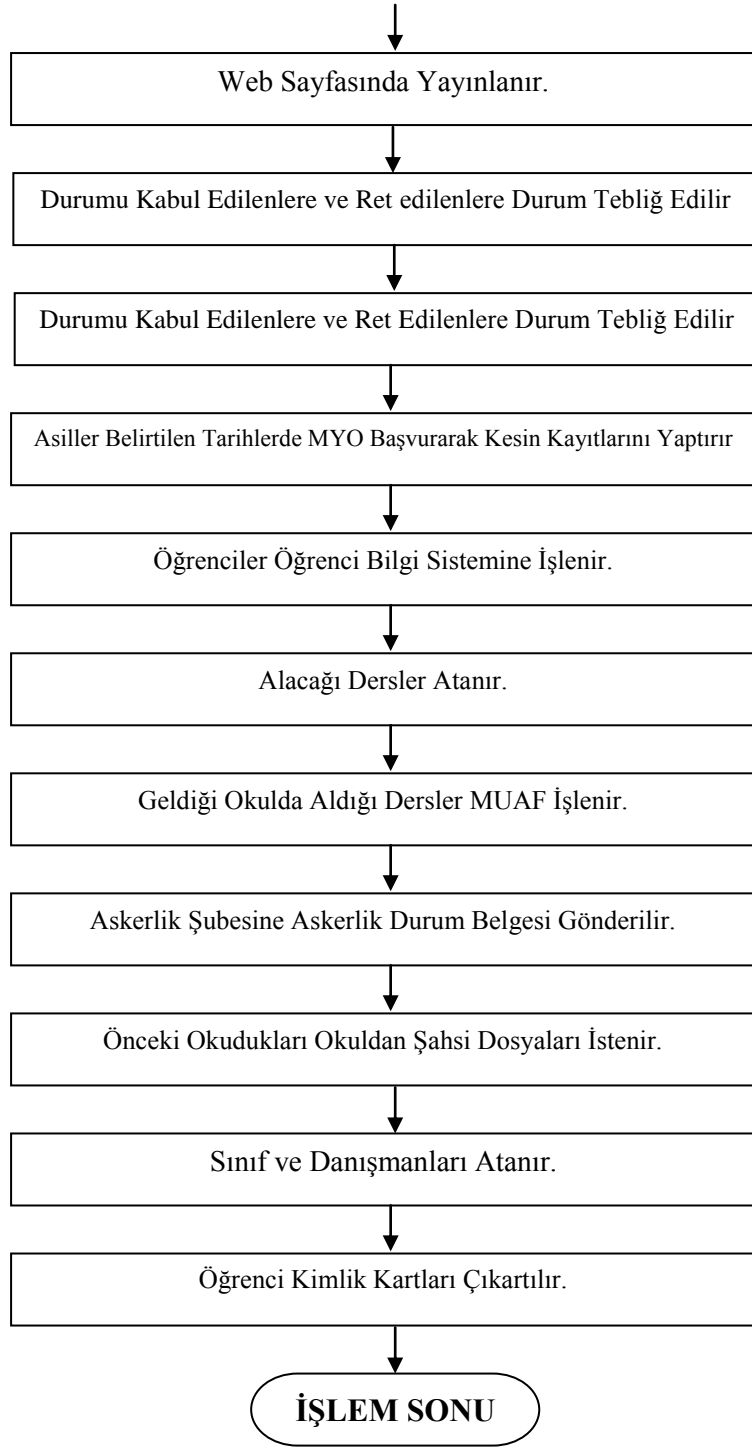 Web Sayfasında Yayınlanır.
Durumu Kabul Edilenlere ve Ret edilenlere Durum Tebliğ Edilir
Durumu Kabul Edilenlere ve Ret Edilenlere Durum Tebliğ Edilir
Asiller Belirtilen Tarihlerde MYO Başvurarak Kesin Kayıtlarını Yaptırır
Öğrenciler Öğrenci Bilgi Sistemine İşlenir.
Alacağı Dersler Atanır.
Geldiği Okulda Aldığı Dersler MUAF İşlenir.
Askerlik Şubesine Askerlik Durum Belgesi Gönderilir.
Önceki Okudukları Okuldan Şahsi Dosyaları İstenir.
Sınıf ve Danışmanları Atanır.
Öğrenci Kimlik Kartları Çıkartılır.
İŞLEM SONU